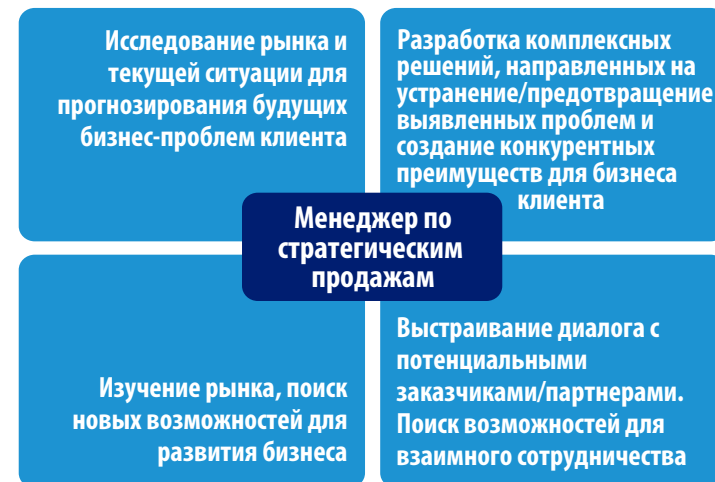 Исследование рынка и
текущей ситуации для
прогнозирования будущих
бизнес-проблем клиента
Разработка комплексных
решений, направленных на
устранение/предотвращение
выявленных проблем и
создание конкурентных
преимуществ для бизнеса
клиента
Менеджер по
стратегическим
продажам
Изучение рынка, поиск
новых возможностей для
развития бизнеса
Выстраивание диалога с
потенциальными
заказчиками/партнерами.
Поиск возможностей для
взаимного сотрудничества